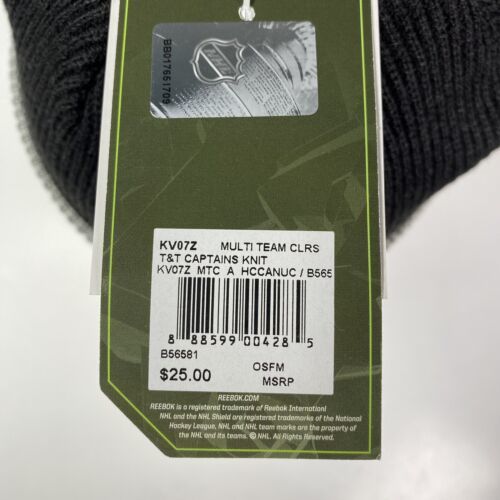 BB017651709
NHL
KV07Z MULTI TEAM CLRS
T&T CAPTAINS KNIT
KV07Z MTC A HCCANUC / B565
8 88599 00428 5
B56581
OSFM
$25.00 MSRP
REEBOK.COM
REEBOK is a registered trademark of Reebok Internationl
NHL and the NHL Shield are registered trademarks of the National
Hockey League, NHL and NHL team marks are the property of
the NHL and its teams. © NHL. All Rights Reserved.